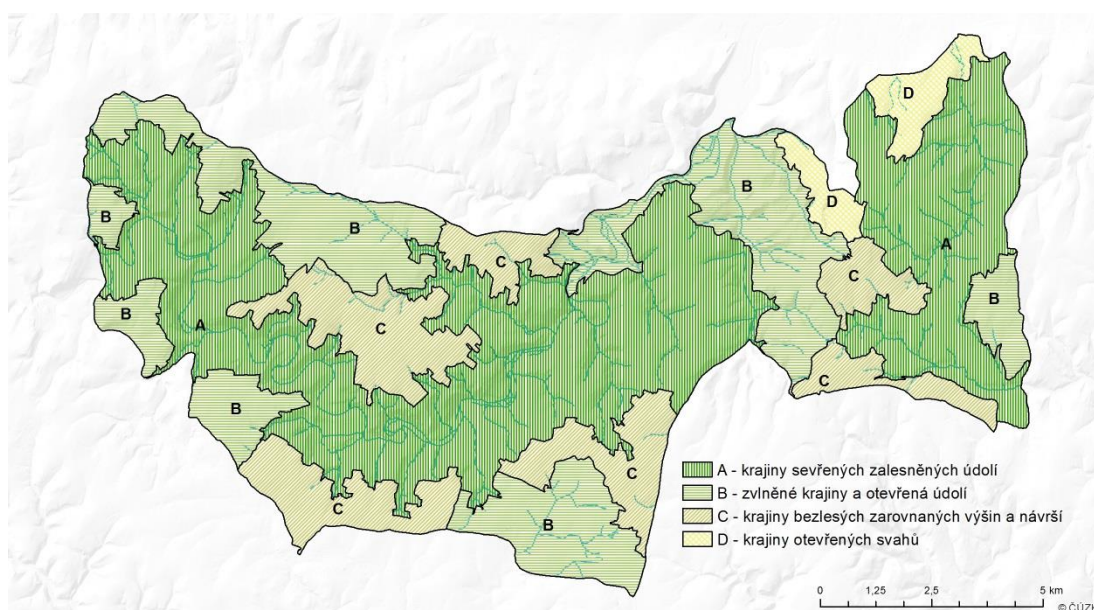 D
B
D
B
A
C
C
B
B
C
A
B
C
B
C
C
B
A - krajiny sevřených zalesněných údolí
B - zvlněné krajiny a otevřená údolí
C - krajiny bezlesých zarovnaných výšin a návrší
D - krajiny otevřených svahů
0 1,25 2,5 5 km